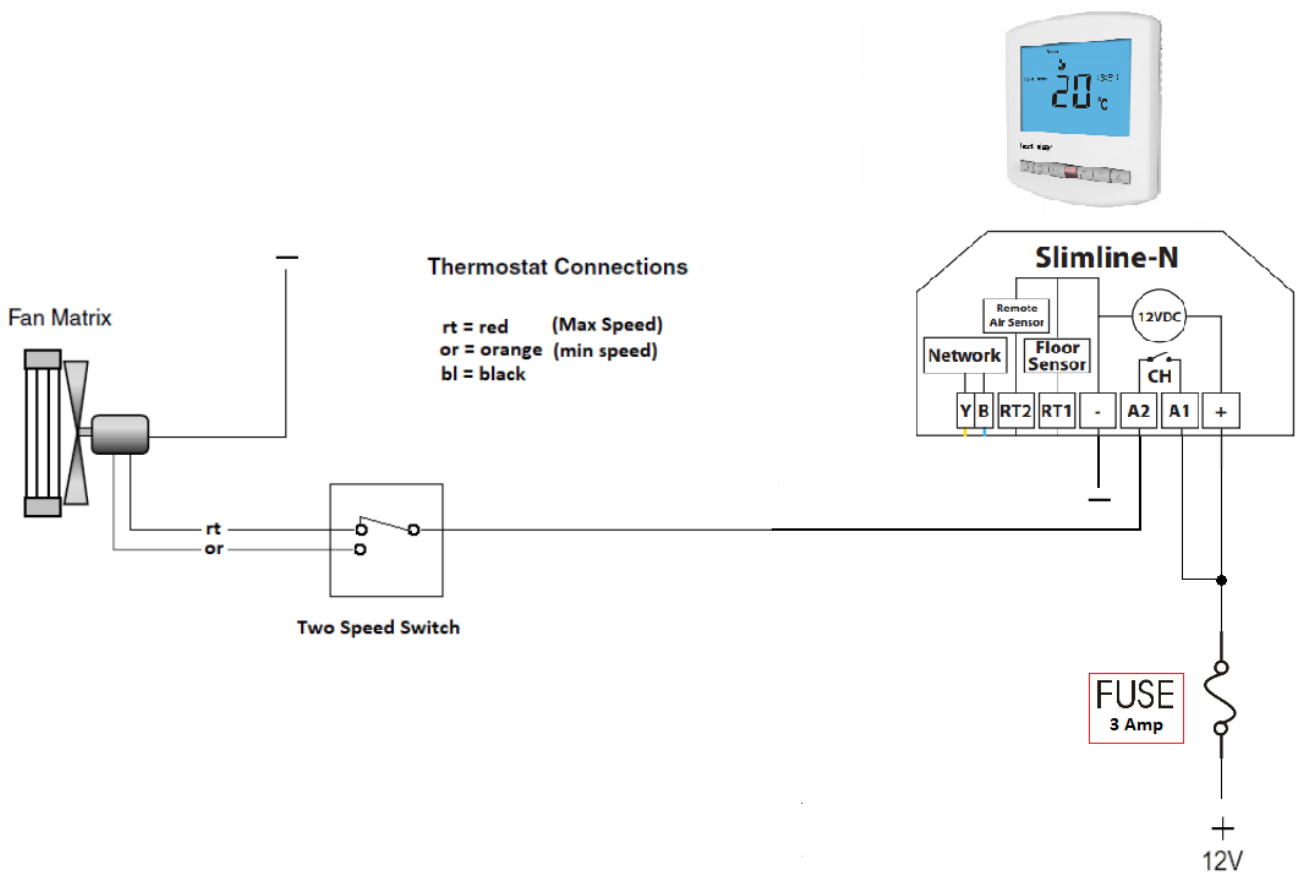 20 °C
Slimline-N
Remote
Air Sensor
12VDC
Network
Floor
Sensor
CH
Y B RT2 RT1 - A2 A1 +
Thermostat Connections
rt = red (Max Speed)
or = orange (min speed)
bl = black
Fan Matrix
rt
or
Two Speed Switch
FUSE
3 Amp
+
12V